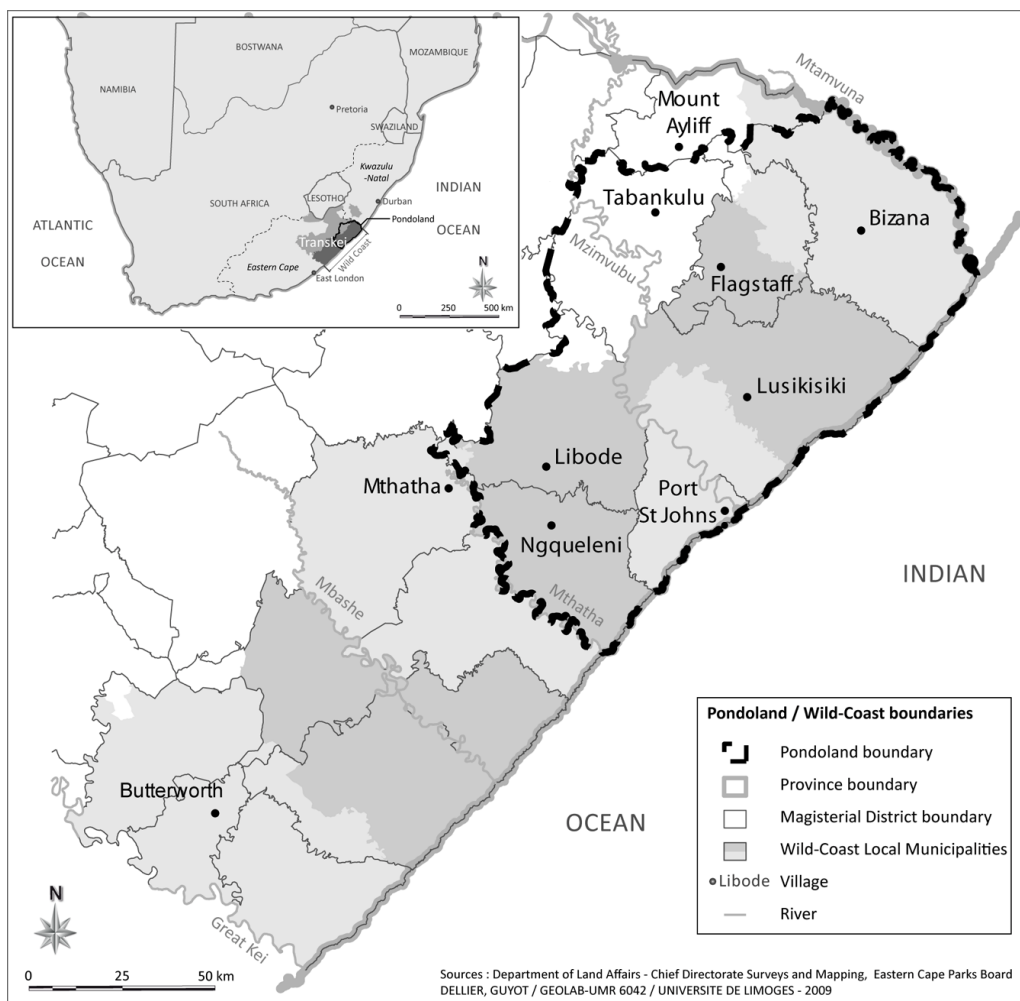 BOSTWANA
MOZAMBIQUE
NAMIBIA
Pretoria
SWAZILAND
Kwazulu
-Natal
LESOTHO
INDIAN
OCEAN
SOUTH AFRICA
Durban
Pondoland
ATLANTIC
OCEAN
Transkei
Wild Coast
Eastern Cape
East London
N
0 250 500 km
Mtamvuna
Mount
Ayliff
Tabankulu
Bizana
Mzimvubu
Flagstaff
Lusikisiki
Libode
Mthatha
Port
St Johns
Ngqueleni
Mthatha
Mbashe
INDIAN
OCEAN
Butterworth
Great Kei
N
0 25 50 km
Pondoland / Wild-Coast boundaries
Pondoland boundary
Province boundary
Magisterial District boundary
Wild-Coast Local Municipalities
Libode Village
River
Sources : Department of Land Affairs - Chief Directorate Surveys and Mapping, Eastern Cape Parks Board
DELLIER, GUYOT / GEOLAB-UMR 6042 / UNIVERSITE DE LIMOGES - 2009